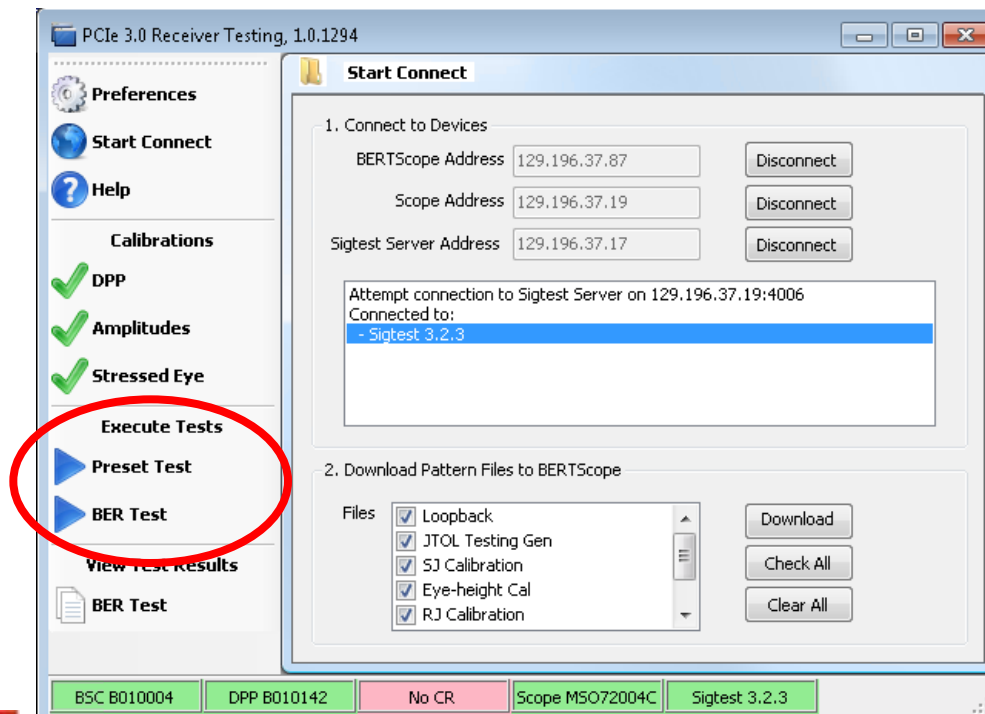 PCIe 3.0 Receiver Testing, 1.0.1294
Preferences
Start Connect
Help
Calibrations
DPP
Amplitudes
Stressed Eye
Execute Tests
Preset Test
BER Test
View Test Results
BER Test
Start Connect
1. Connect to Devices
BERTScope Address 129.196.37.87 Disconnect
Scope Address 129.196.37.19 Disconnect
Sigtest Server Address 129.196.37.17 Disconnect
Attempt connection to Sigtest Server on 129.196.37.19:4006
Connected to:
- Sigtest 3.2.3
2. Download Pattern Files to BERTScope
Files
Loopback
JTOL Testing Gen
SJ Calibration
Eye-height Cal
RJ Calibration
Download
Check All
Clear All
BSC B010004 DPP B010142 No CR Scope MSO72004C Sigtest 3.2.3